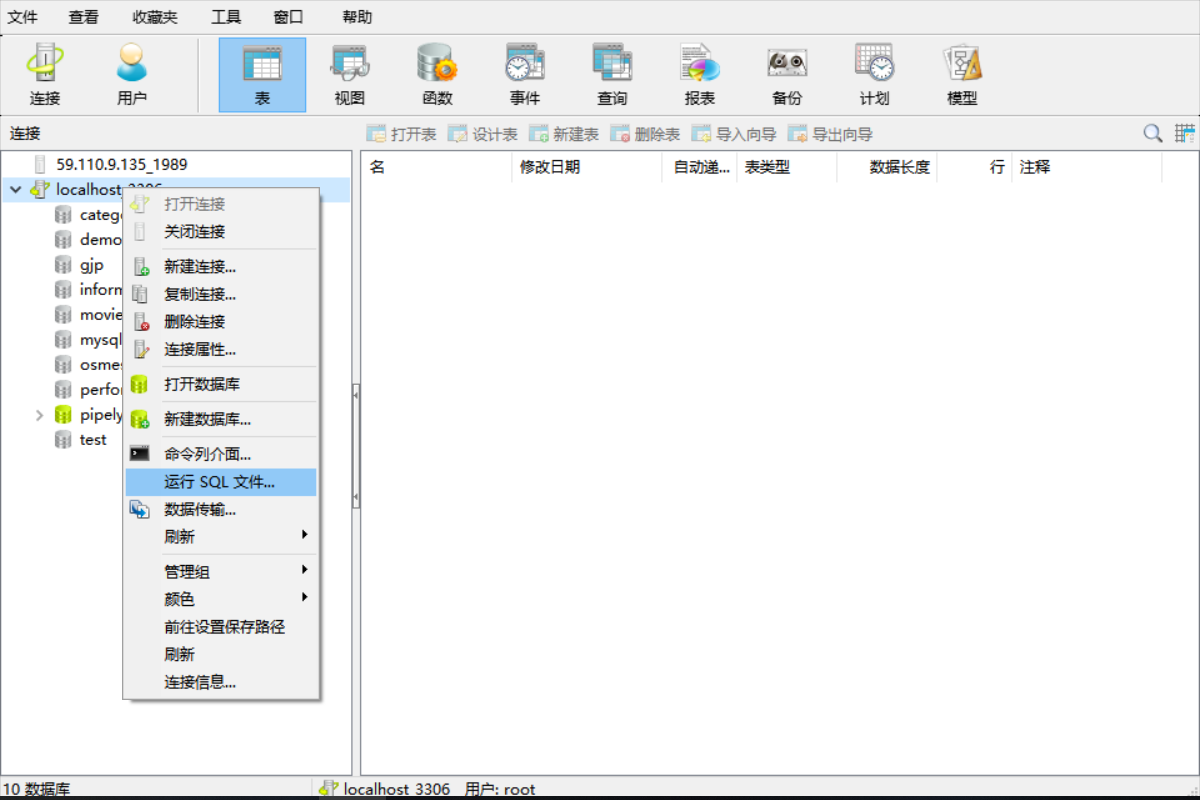 文件 查看 收藏夹 工具 窗口 帮助
连接 用户 表 视图 函数 事件 查询 报表 备份 计划 模型
连接
打开表 设计表 新建表 删除表 导入向导 导出向导
名 修改日期 自动递... 表类型 数据长度 行 注释
59.110.9.135_1989
localhost_3306
catego
demo
gjp
inform
movie
mysql
osmes
perfor
pipely
test
打开连接
关闭连接
新建连接...
复制连接...
删除连接
连接属性...
打开数据库
新建数据库...
命令列介面...
运行 SQL 文件...
数据传输...
刷新
管理组
颜色
前往设置保存路径
刷新
连接信息...
10 数据库 localhost_3306 用户: root